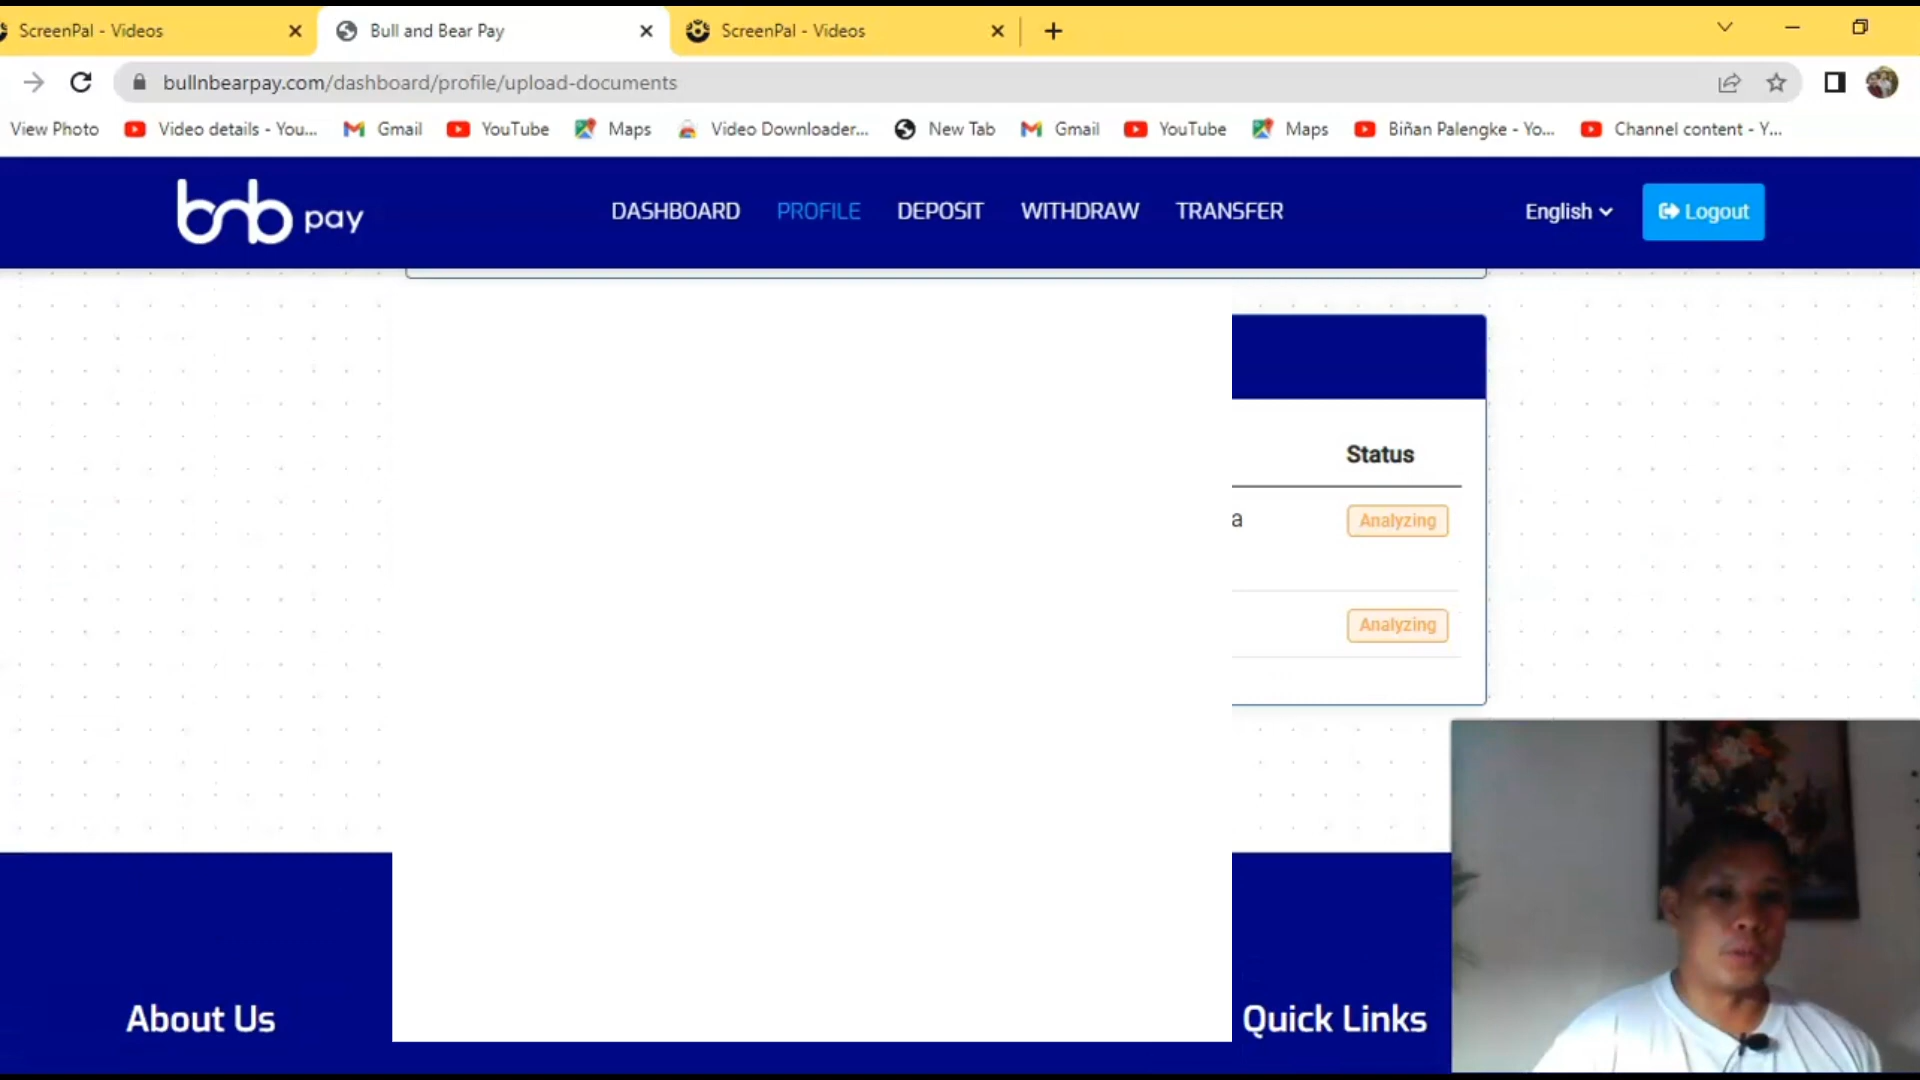 ScreenPal - Videos
Bull and Bear Pay
ScreenPal - Videos
bullnbearpay.com/dashboard/profile/upload-documents
View Photo
Video details - You...
Gmail
YouTube
Maps
Video Downloader...
New Tab
Gmail
YouTube
Maps
Biñan Palengke - Yo...
Channel content - Y...
bnb pay
DASHBOARD
PROFILE
DEPOSIT
WITHDRAW
TRANSFER
English
Logout
Status
a
Analyzing
Analyzing
About Us
Quick Links